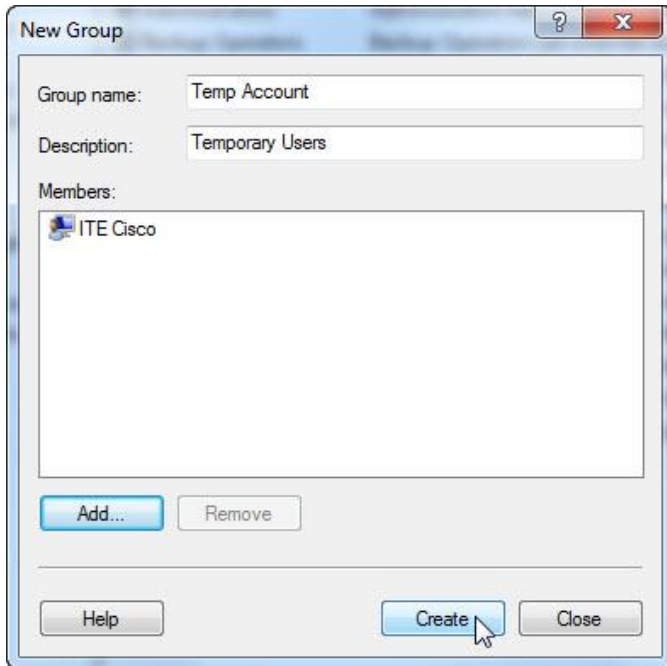 New Group
Group name: Temp Account
Description: Temporary Users
Members:
ITE Cisco
Add... Remove
Help Create Close